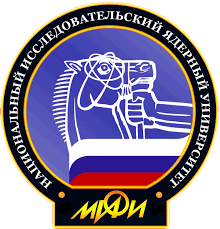 НАЦИОНАЛЬНЫЙ ИССЛЕДОВАТЕЛЬСКИЙ ЯДЕРНЫЙ УНИВЕРСИТЕТ
МИФИ